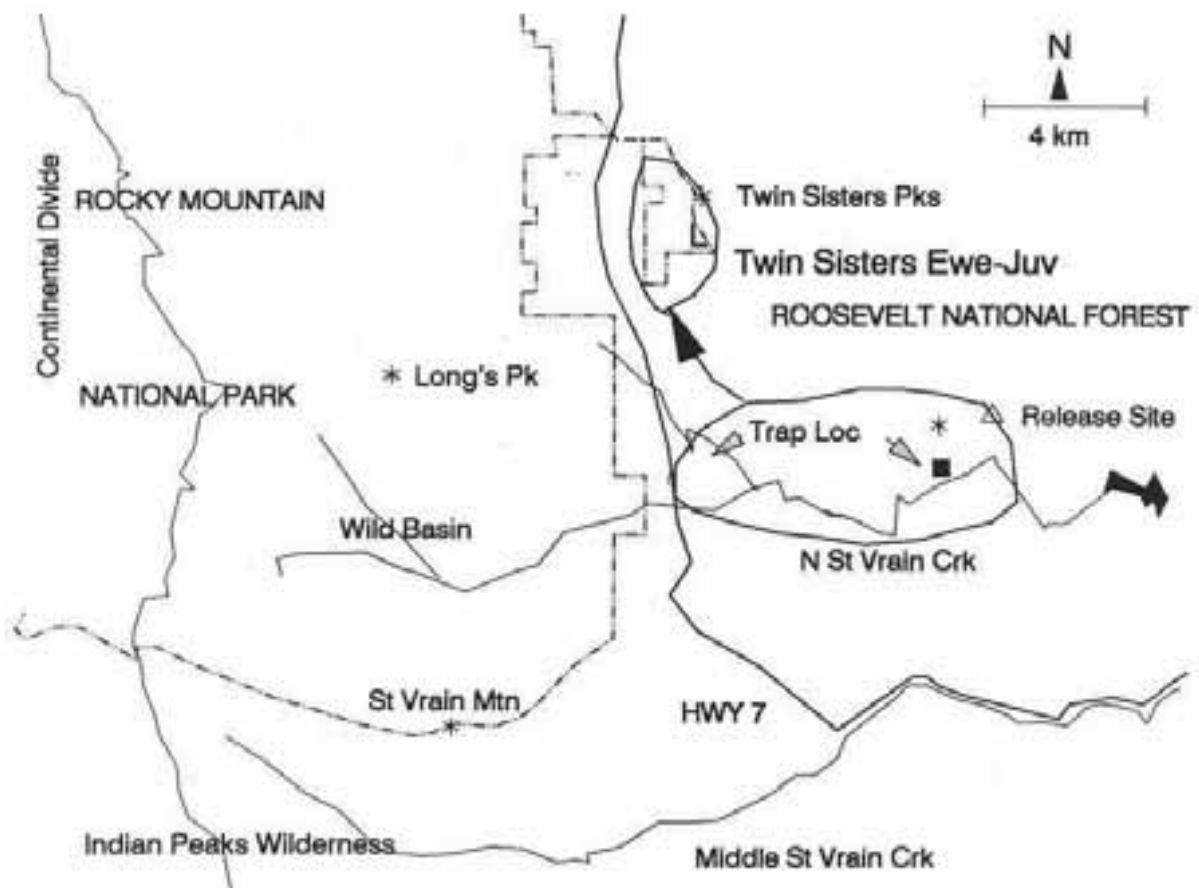 N
4 km
Continental Divide
ROCKY MOUNTAIN
Twin Sisters Pks
Twin Sisters Ewe-Juv
ROOSEVELT NATIONAL FOREST
Long's Pk
NATIONAL PARK
Trap Loc
Release Site
Wild Basin
N St Vrain Crk
St Vrain Mtn
HWY 7
Indian Peaks Wilderness
Middle St Vrain Crk